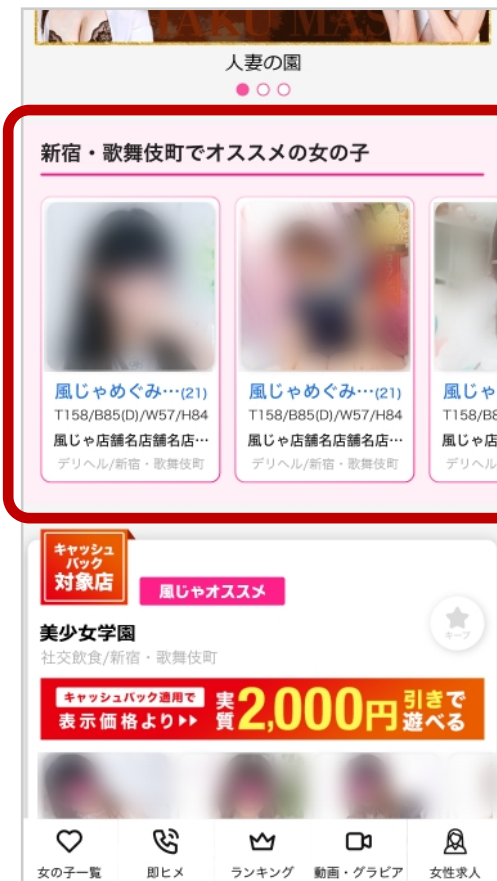 人妻の園
新宿・歌舞伎町でオススメの女の子
風じゃめぐみ…(21)
T158/B85(D)/W57/H84
風じゃ店舗名店舗名店…
デリヘル/新宿・歌舞伎町
風じゃめぐみ…(21)
T158/B85(D)/W57/H84
風じゃ店舗名店舗名店…
デリヘル/新宿・歌舞伎町
風じゃ
T158/B8
風じゃ店
デリヘル
キャッシュ
バック
対象店
風じゃオススメ
美少女学園
社交飲食/新宿・歌舞伎町
キープ
キャッシュバック適用で
表示価格より▶▶
実質2,000円引きで遊べる
女の子一覧
即ヒメ
ランキング
動画・グラビア
女性求人